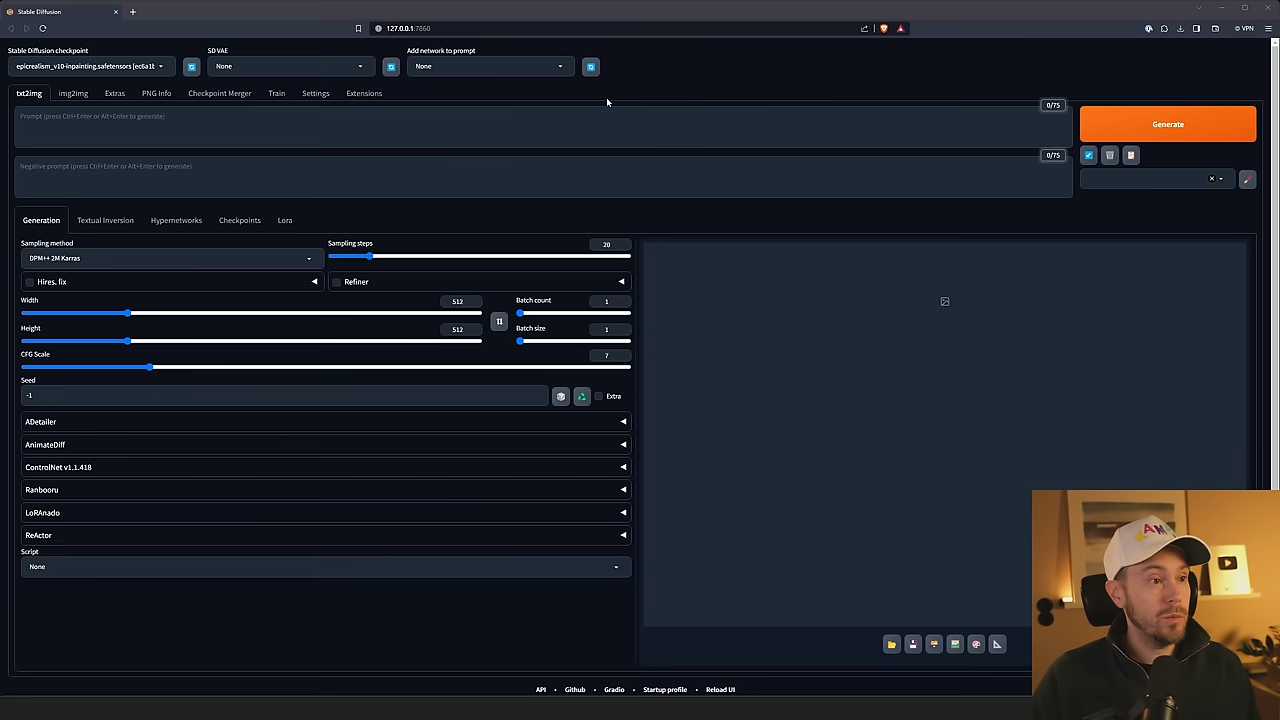 Stable Diffusion
127.0.0.1:7860
VPN
Stable Diffusion checkpoint
SD VAE
Add network to prompt
epicrealism_v10-inpainting.safetensors [ec6a1b
None
None
txt2img
img2img
Extras
PNG Info
Checkpoint Merger
Train
Settings
Extensions
0/75
Prompt (press Ctrl+Enter or Alt+Enter to generate)
Generate
0/75
Negative prompt (press Ctrl+Enter or Alt+Enter to generate)
Generation
Textual Inversion
Hypernetworks
Checkpoints
Lora
Sampling method
Sampling steps
20
DPM++ 2M Karras
Hires. fix
Refiner
Width
512
Batch count
1
Height
512
Batch size
1
CFG Scale
7
Seed
-1
Extra
ADetailer
AnimateDiff
ControlNet v1.1.418
Ranbooru
LoRAnado
ReActor
Script
None
API
Github
Gradio
Startup profile
Reload UI